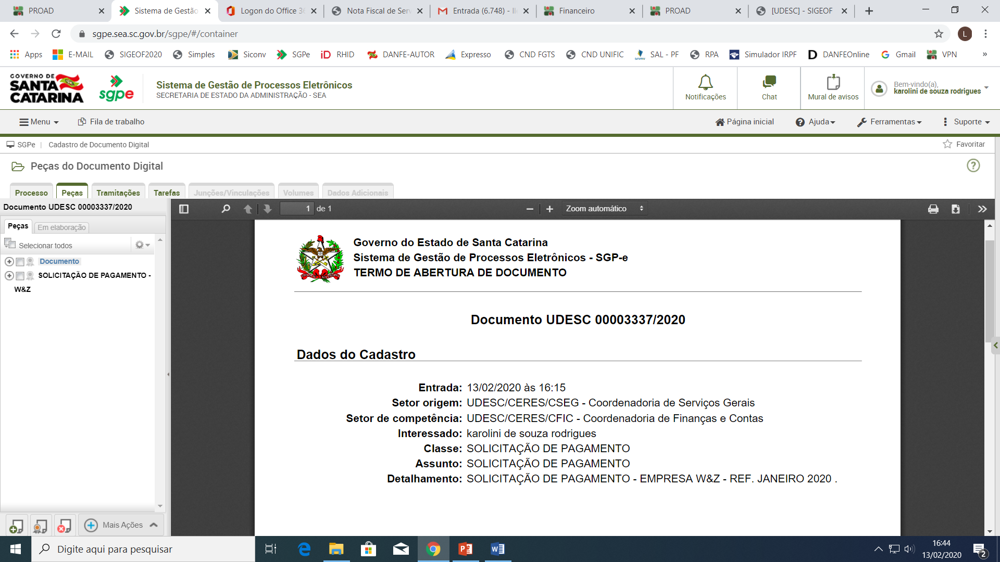 PROAD
Sistema de Gestão
Logon do Office 36
Nota Fiscal de Serv
Entrada (6.748) - 
Financeiro
PROAD
[UDESC] - SIGEOF
sgpe.sea.sc.gov.br/sgpe/#/container
L
Apps
E-MAIL
SIGEOF2020
Simples
Siconv
SGPe
iD RHID
DANFE-AUTOR
Expresso
CND FGTS
CND UNIFIC
SAL - PF
RPA
Simulador IRPF
D DANFEOnline
Gmail
VPN
»
GOVERNO DE
SANTA
CATARINA
sgpe
Sistema de Gestão de Processos Eletrônicos
SECRETARIA DE ESTADO DA ADMINISTRAÇÃO - SEA
Notificações
Chat
Mural de avisos
Bem-vindo(a),
karolini de souza rodrigues
Menu
Fila de trabalho
Página inicial
Ajuda
Ferramentas
Suporte
SGPe | Cadastro de Documento Digital
Favoritar
Peças do Documento Digital
Processo
Peças
Tramitações
Tarefas
Junções/Vinculações
Volumes
Dados Adicionais
Documento UDESC 00003337/2020
Peças
Em elaboração
Selecionar todos
Documento
SOLICITAÇÃO DE PAGAMENTO -
W&Z
Mais Ações
1 de 1
Zoom automático
Governo do Estado de Santa Catarina
Sistema de Gestão de Processos Eletrônicos - SGP-e
TERMO DE ABERTURA DE DOCUMENTO
Documento UDESC 00003337/2020
Dados do Cadastro
Entrada: 13/02/2020 às 16:15
Setor origem: UDESC/CERES/CSEG - Coordenadoria de Serviços Gerais
Setor de competência: UDESC/CERES/CFIC - Coordenadoria de Finanças e Contas
Interessado: karolini de souza rodrigues
Classe: SOLICITAÇÃO DE PAGAMENTO
Assunto: SOLICITAÇÃO DE PAGAMENTO
Detalhamento: SOLICITAÇÃO DE PAGAMENTO - EMPRESA W&Z - REF. JANEIRO 2020 .
Digite aqui para pesquisar
16:44
13/02/2020
2